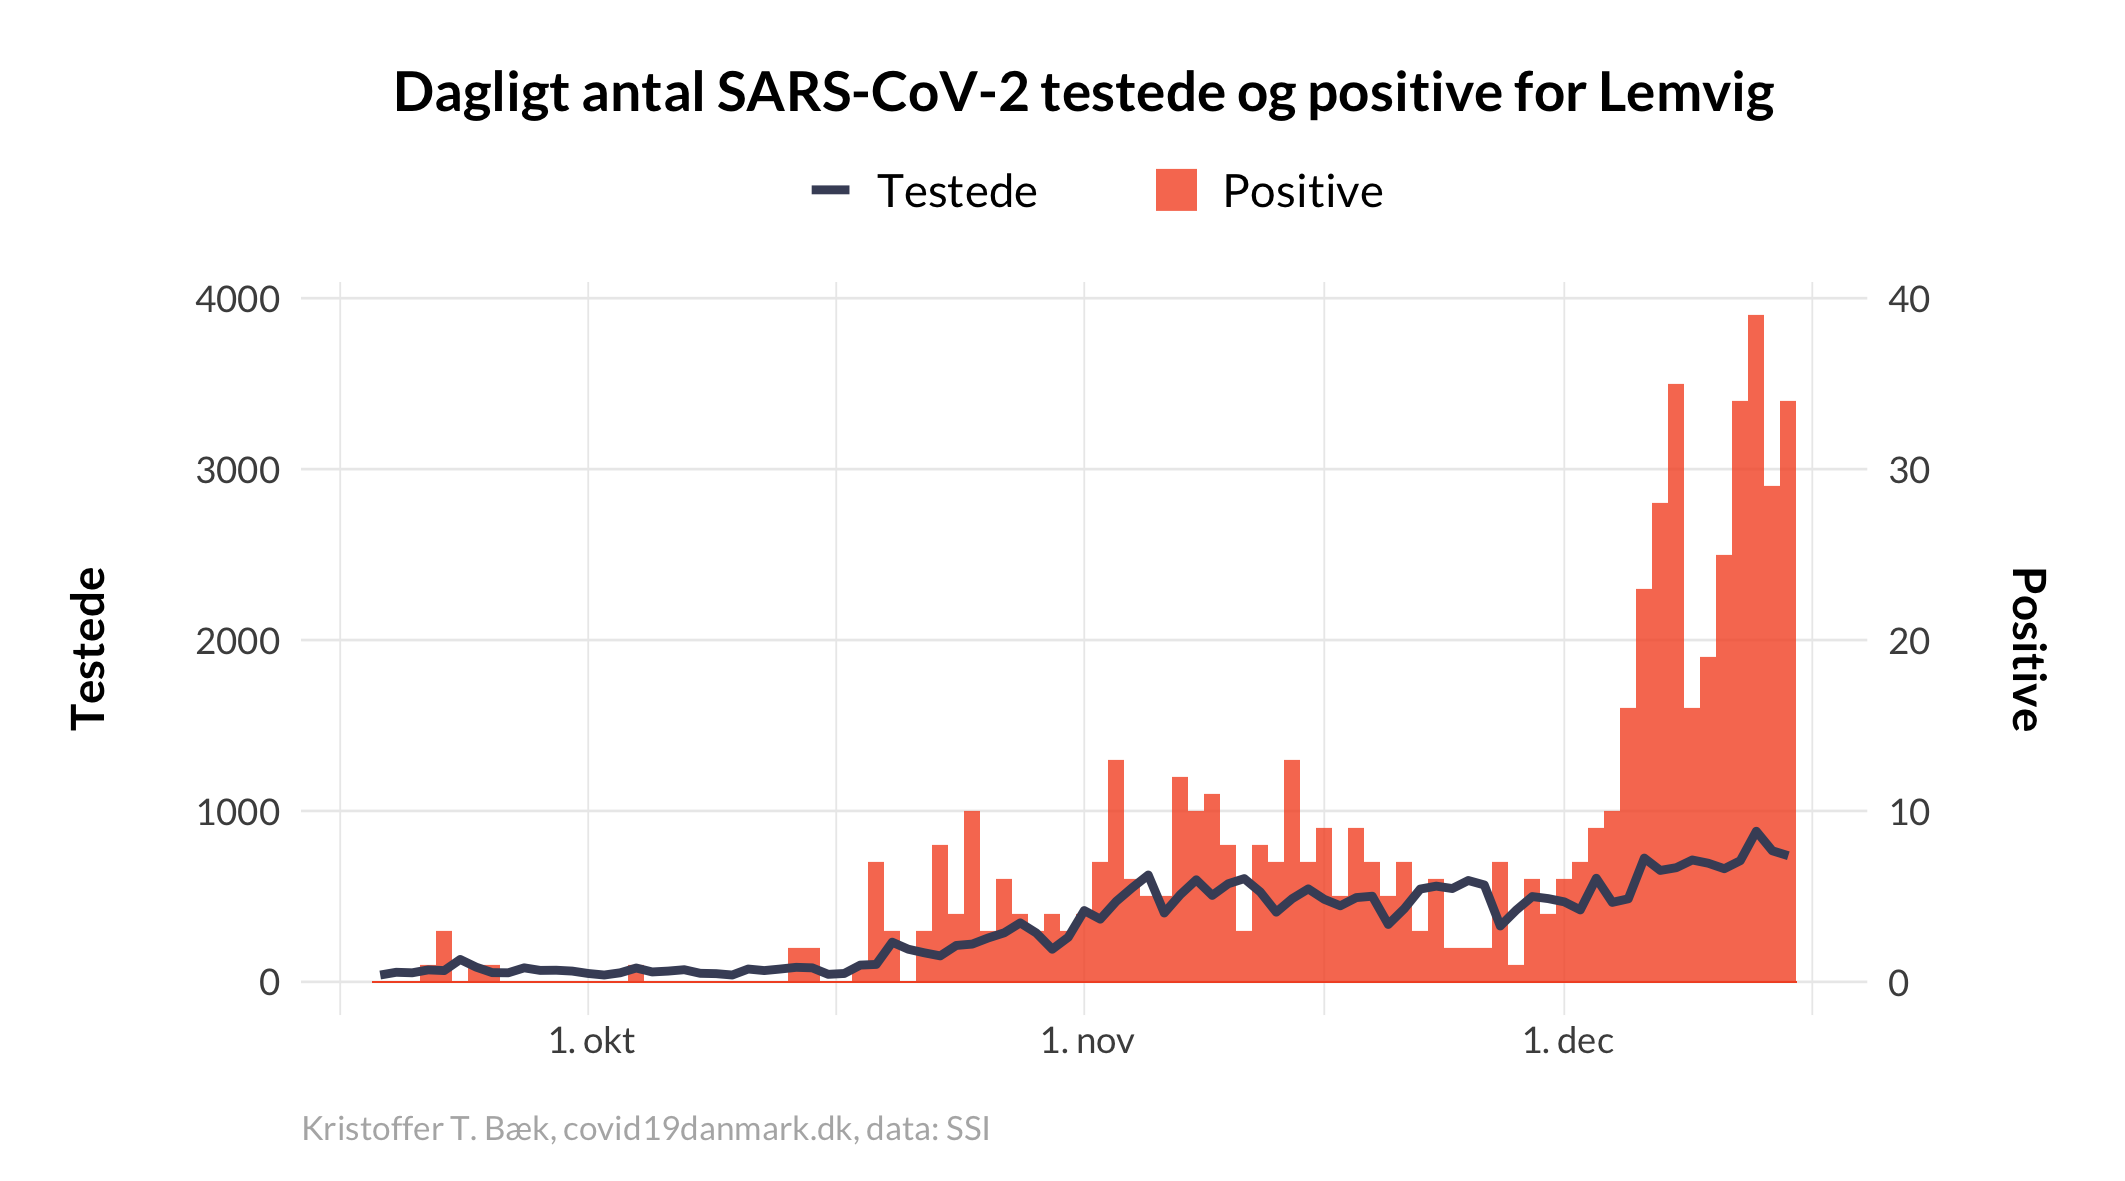 Dagligt antal SARS-CoV-2 testede og positive for Lemvig
Testede
Positive
4000
3000
2000
1000
0
Testede
40
30
20
10
0
Positive
1. okt
1. nov
1. dec
Kristoffer T. Bæk, covid19danmark.dk, data: SSI